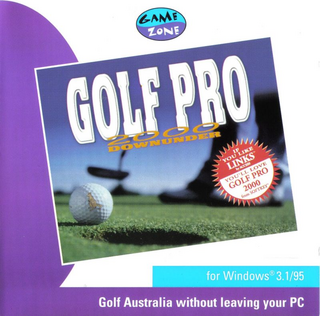 GAME
ZONE
GOLF PRO
2000
DOWNUNDER
IF
YOU LIKE
LINKS
YOU'LL LOVE
GOLF PRO
2000
for Windows® 3.1/95
Golf Australia without leaving your PC